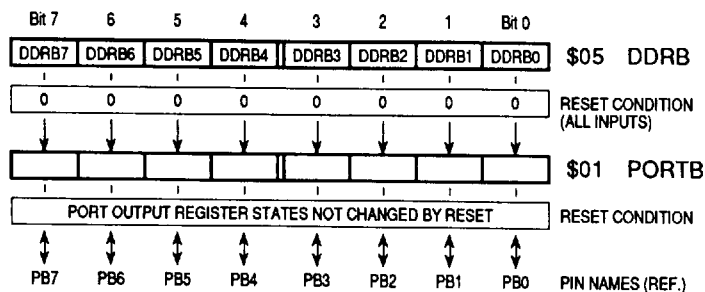 Bit 7 6 5 4 3 2 1 Bit 0
DDRB7 DDRB6 DDRB5 DDRB4 DDRB3 DDRB2 DDRB1 DDRB0 $05 DDRB
0 0 0 0 0 0 0 0 RESET CONDITION
(ALL INPUTS)
$01 PORTB
PORT OUTPUT REGISTER STATES NOT CHANGED BY RESET RESET CONDITION
PB7 PB6 PB5 PB4 PB3 PB2 PB1 PB0 PIN NAMES (REF.)